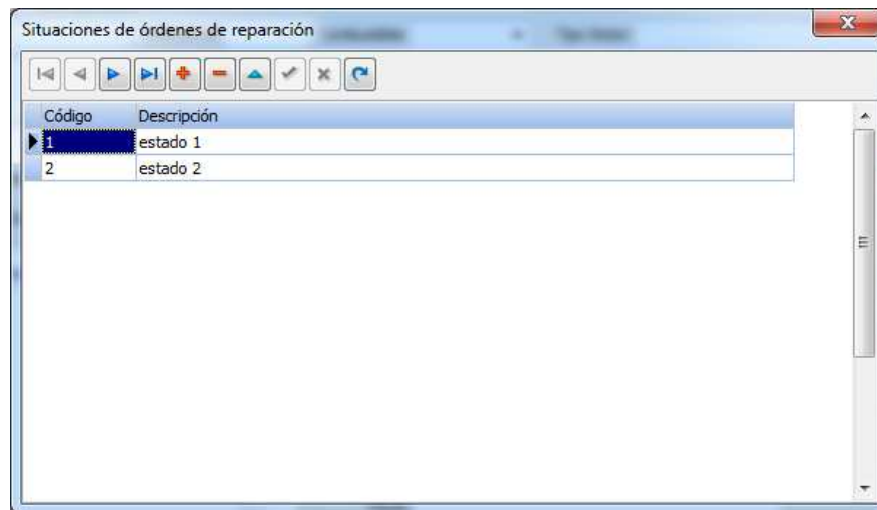 Situaciones de órdenes de reparación
Código Descripción
1 estado 1
2 estado 2